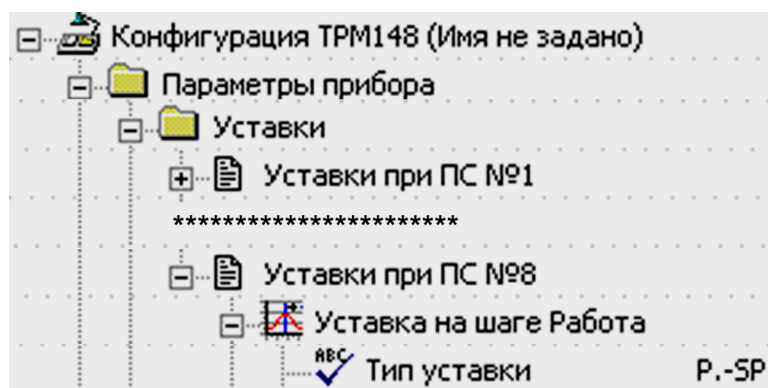 Конфигурация ТРМ148 (Имя не задано)
Параметры прибора
Уставки
Уставки при ПС №1
***********************
Уставки при ПС №8
Уставка на шаге Работа
ABC Тип уставки P.-SP